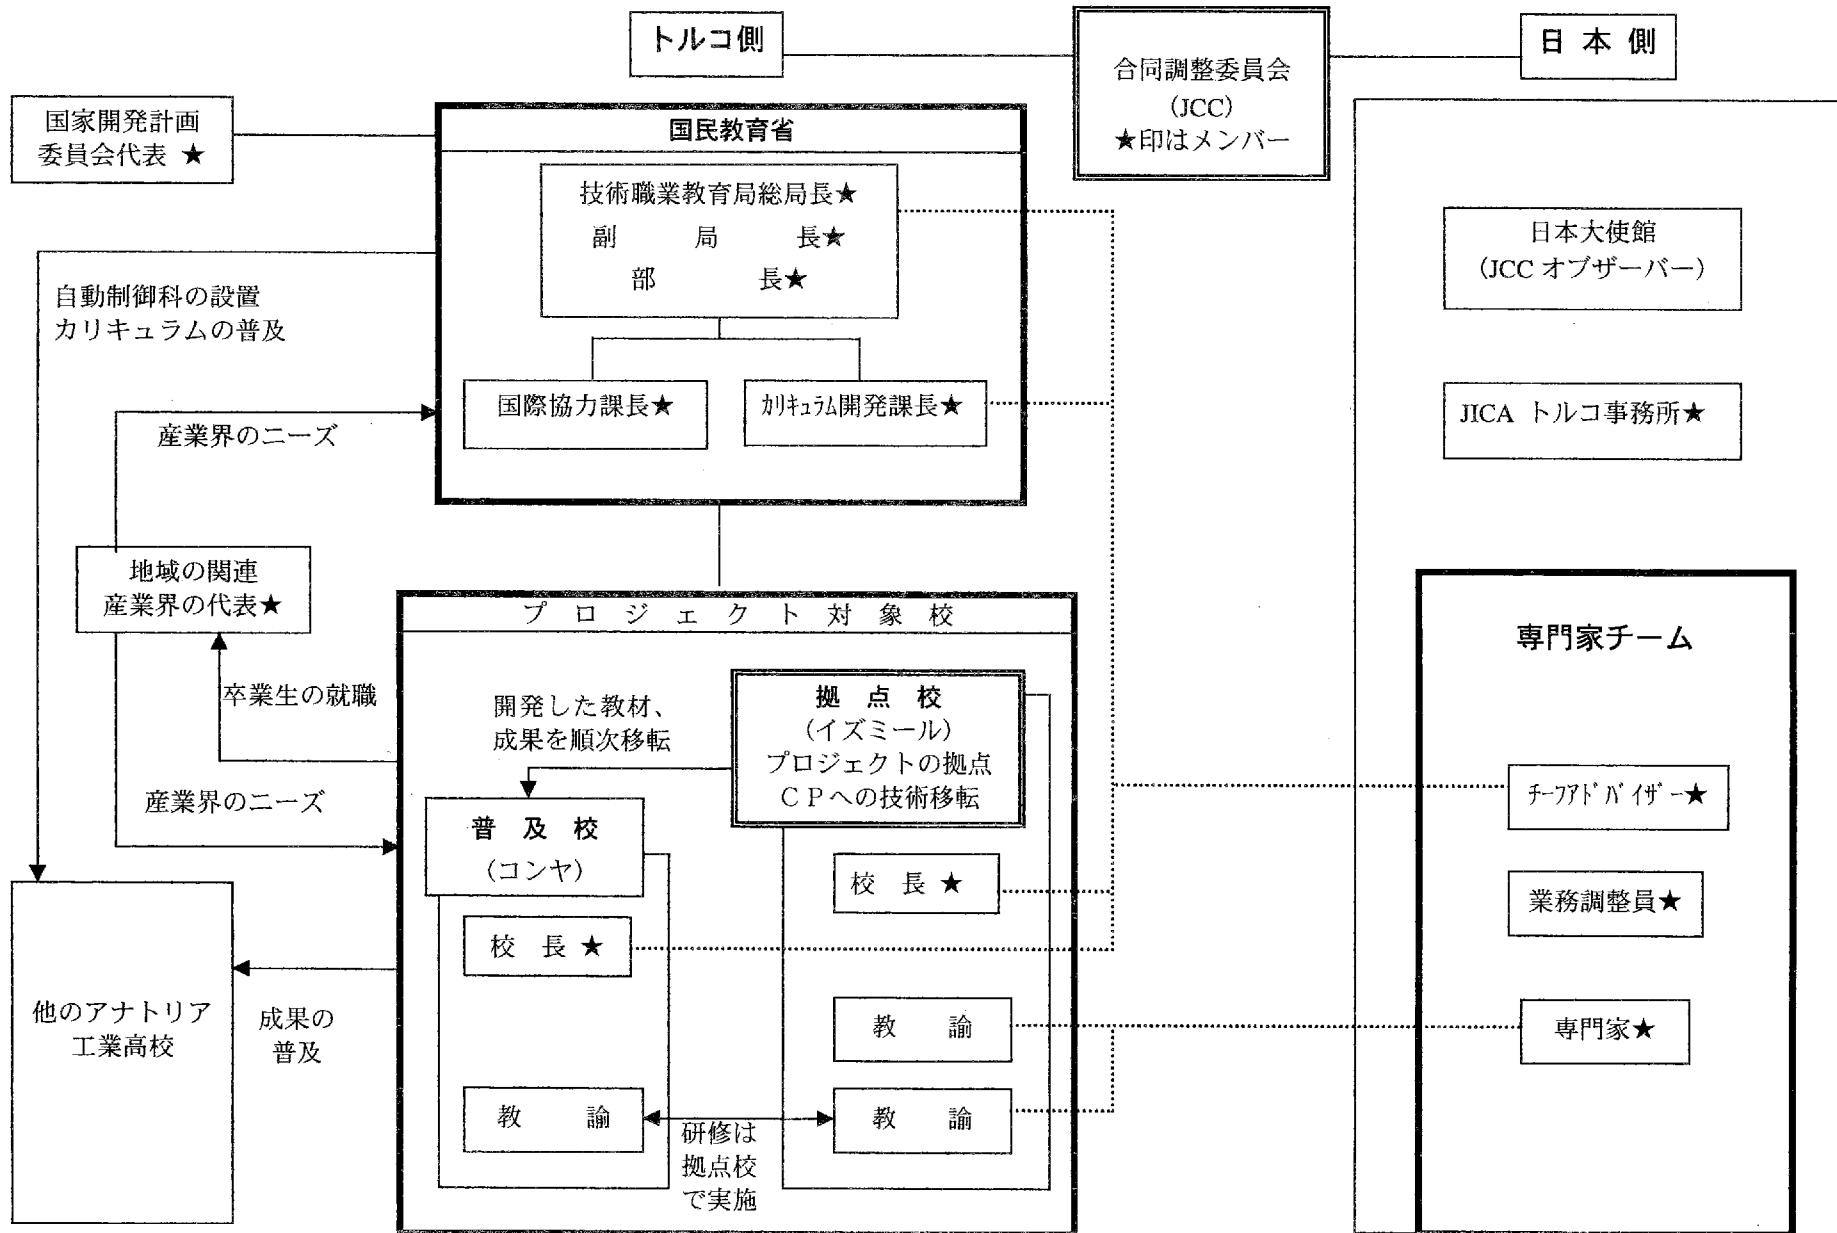 トルコ側
合同調整委員会
(JCC)
★印はメンバー
日 本 側
国家開発計画
委員会代表 ★
国民教育省
技術職業教育局総局長★
副 局 長★
部 長★
国際協力課長★
カリキュラム開発課長★
日本大使館
(JCC オブザーバー)
JICA トルコ事務所★
自動制御科の設置
カリキュラムの普及
産業界のニーズ
地域の関連
産業界の代表★
卒業生の就職
産業界のニーズ
プ ロ ジ ェ ク ト 対 象 校
開発した教材、
成果を順次移転
拠 点 校
(イズミール)
プロジェクトの拠点
CPへの技術移転
普 及 校
(コンヤ)
校 長 ★
校 長 ★
教 諭
教 諭
教 諭
研修は
拠点校
で実施
他のアナトリア
工業高校
成果の
普及
専門家チーム
チーフアドバイザー★
業務調整員★
専門家★